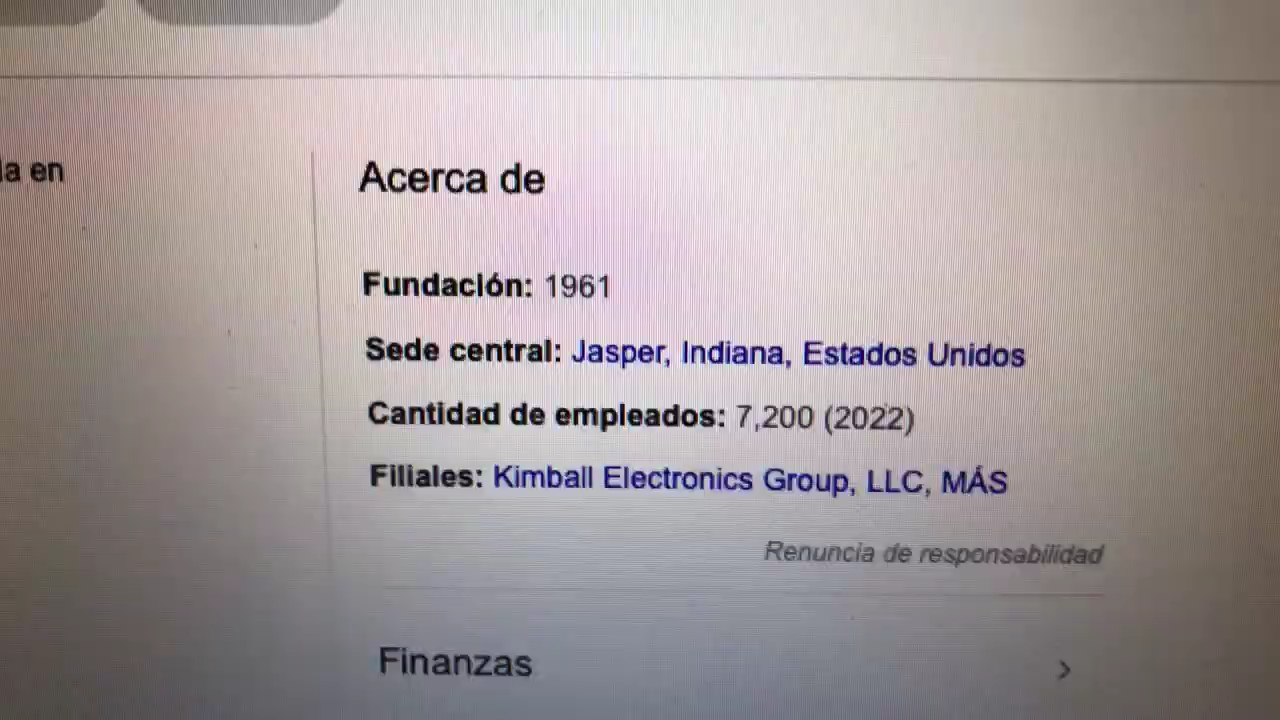 la en
Acerca de
Fundación: 1961
Sede central: Jasper, Indiana, Estados Unidos
Cantidad de empleados: 7,200 (2022)
Filiales: Kimball Electronics Group, LLC, MÁS
Renuncia de responsabilidad
Finanzas